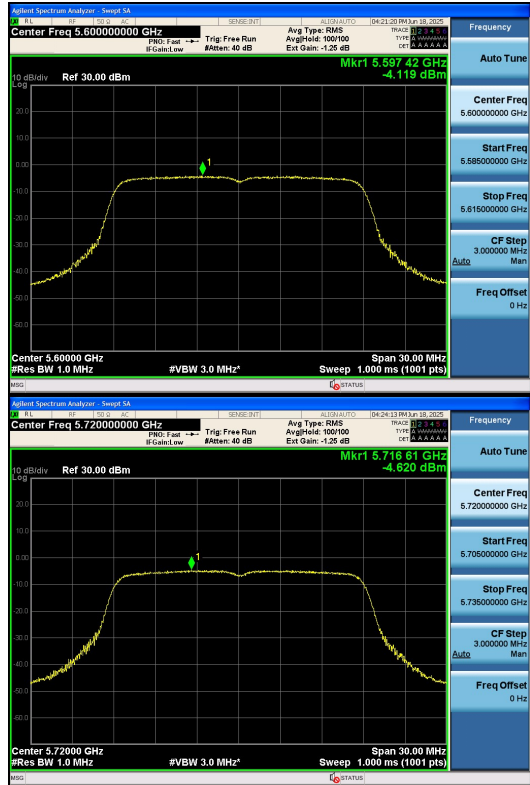 Agilent Spectrum Analyzer - Swept SA
RL RF 50 Ω AC SENSE:INT ALIGN AUTO 04:21:20 PM Jun 18, 2025
Center Freq 5.600000000 GHz
PNO: Fast
IFGain:Low
Trig: Free Run
#Atten: 40 dB
Avg Type: RMS
Avg|Hold: 100/100
Ext Gain: -1.25 dB
TRACE 1 2 3 4 5 6
TYPE A WWWWW
DET A A A A A A
Frequency
Auto Tune
Center Freq
5.600000000 GHz
Start Freq
5.585000000 GHz
Stop Freq
5.615000000 GHz
CF Step
3.000000 MHz
Auto Man
Freq Offset
0 Hz
Mkr1 5.597 42 GHz
-4.119 dBm
10 dB/div Ref 30.00 dBm
Log
20.0
10.0
0.00
-10.0
-20.0
-30.0
-40.0
-50.0
-60.0
1
Center 5.60000 GHz Span 30.00 MHz
#Res BW 1.0 MHz #VBW 3.0 MHz* Sweep 1.000 ms (1001 pts)
MSG STATUS
Agilent Spectrum Analyzer - Swept SA
RL RF 50 Ω AC SENSE:INT ALIGN AUTO 04:24:13 PM Jun 18, 2025
Center Freq 5.720000000 GHz
PNO: Fast
IFGain:Low
Trig: Free Run
#Atten: 40 dB
Avg Type: RMS
Avg|Hold: 100/100
Ext Gain: -1.25 dB
TRACE 1 2 3 4 5 6
TYPE A WWWWW
DET A A A A A A
Frequency
Auto Tune
Center Freq
5.720000000 GHz
Start Freq
5.705000000 GHz
Stop Freq
5.735000000 GHz
CF Step
3.000000 MHz
Auto Man
Freq Offset
0 Hz
Mkr1 5.716 61 GHz
-4.620 dBm
10 dB/div Ref 30.00 dBm
Log
20.0
10.0
0.00
-10.0
-20.0
-30.0
-40.0
-50.0
-60.0
1
Center 5.72000 GHz Span 30.00 MHz
#Res BW 1.0 MHz #VBW 3.0 MHz* Sweep 1.000 ms (1001 pts)
MSG STATUS